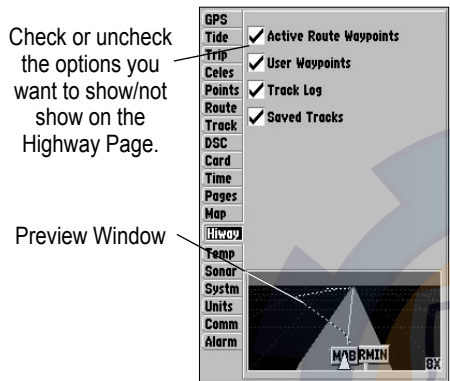 Check or uncheck
the options you
want to show/not
show on the
Highway Page.
Preview Window
GPS
Tide
Trip
Celes
Points
Route
Track
DSC
Card
Time
Pages
Map
Hiway
Temp
Sonar
Systm
Units
Comm
Alarm
Active Route Waypoints
User Waypoints
Track Log
Saved Tracks
MOB RMIN
8X